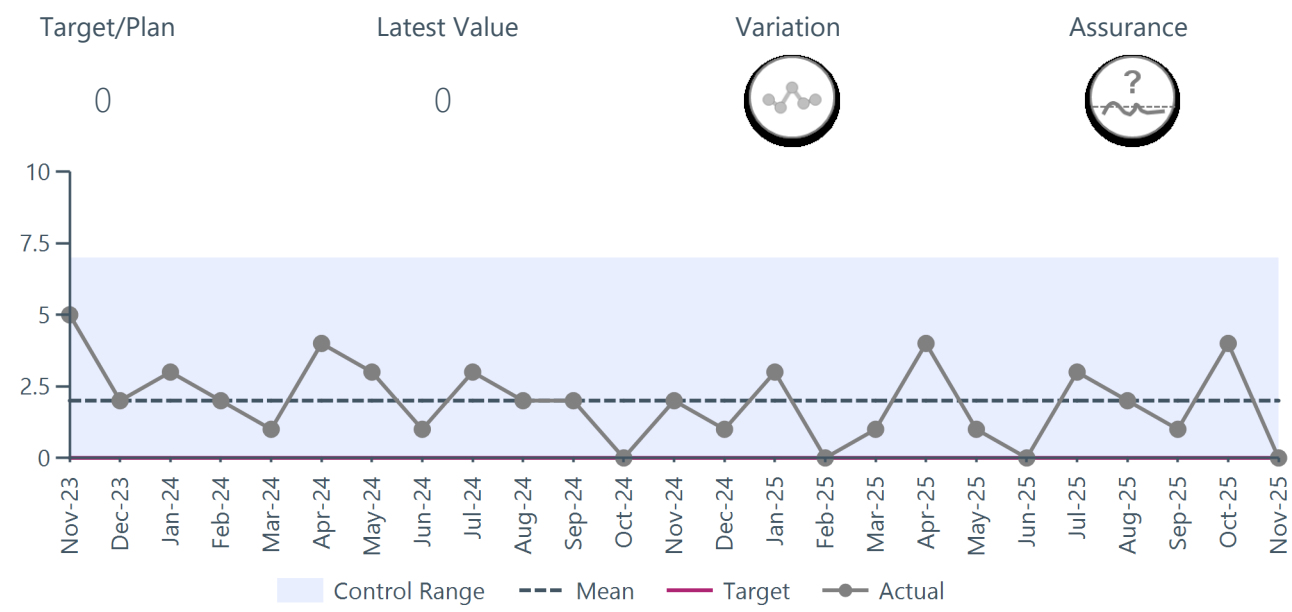 Target/Plan Latest Value Variation Assurance
0 0
?
10
7.5
5
2.5
0
Nov-23 Dec-23 Jan-24 Feb-24 Mar-24 Apr-24 May-24 Jun-24 Jul-24 Aug-24 Sep-24 Oct-24 Nov-24 Dec-24 Jan-25 Feb-25 Mar-25 Apr-25 May-25 Jun-25 Jul-25 Aug-25 Sep-25 Oct-25 Nov-25
Control Range Mean Target Actual